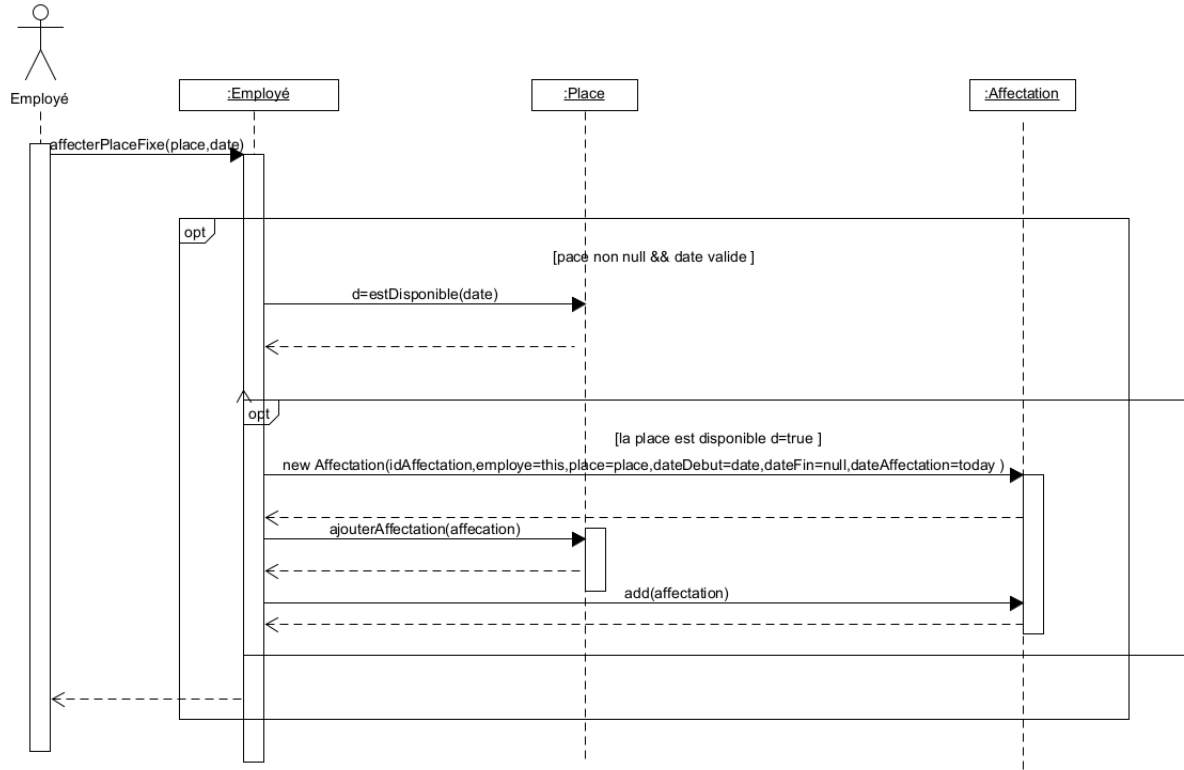 Employé
:Employé
:Place
:Affectation
affecterPlaceFixe(place,date)
opt
[pace non null && date valide ]
d=estDisponible(date)
opt
[la place est disponible d=true ]
new Affectation(idAffectation,employe=this,place=place,dateDebut=date,dateFin=null,dateAffectation=today )
ajouterAffectation(affecation)
add(affectation)